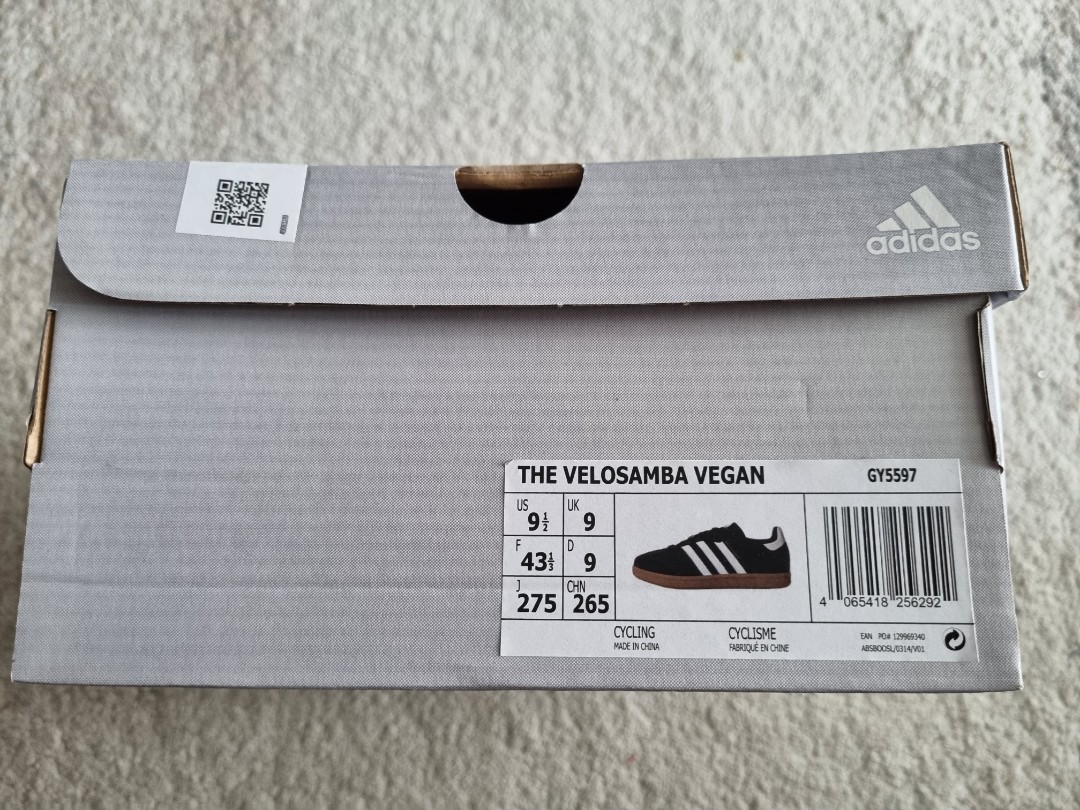 adidas
THE VELOSAMBA VEGAN GY5597
US 9½ UK 9
F 43⅓ D 9
J 275 CHN 265
4 065418 256292
CYCLING CYCLISME
MADE IN CHINA FABRIQUÉ EN CHINE
EAN PO# 129969340
ABSBOOSL/0314/V01